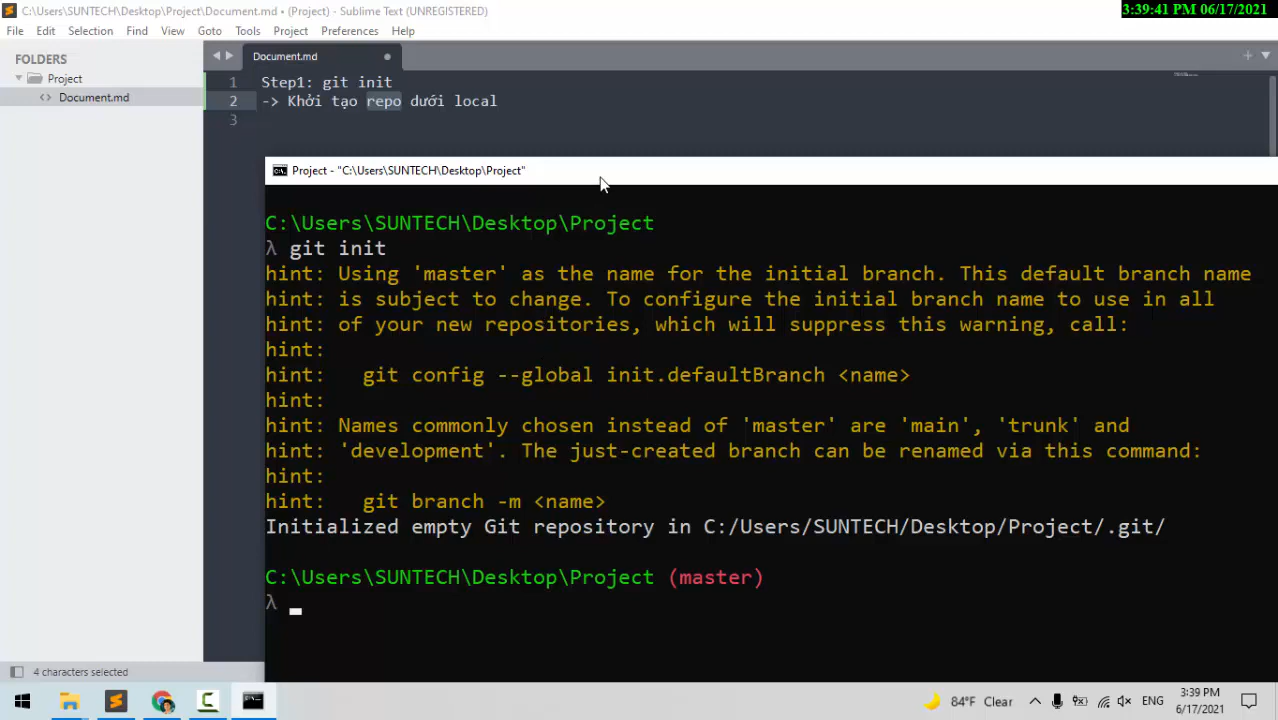 C:\Users\SUNTECH\Desktop\Project\Document.md • (Project) - Sublime Text (UNREGISTERED)
3:39:41 PM 06/17/2021
File Edit Selection Find View Goto Tools Project Preferences Help
FOLDERS
Project
Document.md
Document.md
1 Step1: git init
2 -> Khởi tạo repo dưới local
3
Project - "C:\Users\SUNTECH\Desktop\Project"
C:\Users\SUNTECH\Desktop\Project
λ git init
hint: Using 'master' as the name for the initial branch. This default branch name
hint: is subject to change. To configure the initial branch name to use in all
hint: of your new repositories, which will suppress this warning, call:
hint:
hint:   git config --global init.defaultBranch <name>
hint:
hint: Names commonly chosen instead of 'master' are 'main', 'trunk' and
hint: 'development'. The just-created branch can be renamed via this command:
hint:
hint:   git branch -m <name>
Initialized empty Git repository in C:/Users/SUNTECH/Desktop/Project/.git/
C:\Users\SUNTECH\Desktop\Project (master)
λ
4 characters selected
84°F Clear
ENG
3:39 PM
6/17/2021